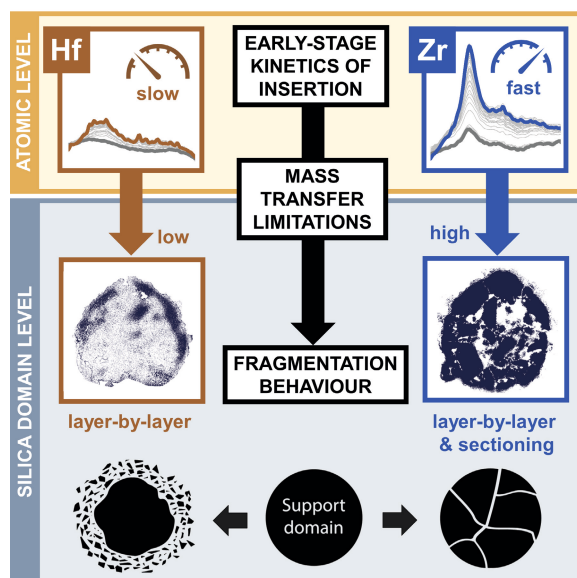 ATOMIC LEVEL
Hf
slow
EARLY-STAGE
KINETICS OF
INSERTION
Zr
fast
MASS
TRANSFER
LIMITATIONS
low
high
SILICA DOMAIN LEVEL
FRAGMENTATION
BEHAVIOUR
layer-by-layer
layer-by-layer
& sectioning
Support
domain